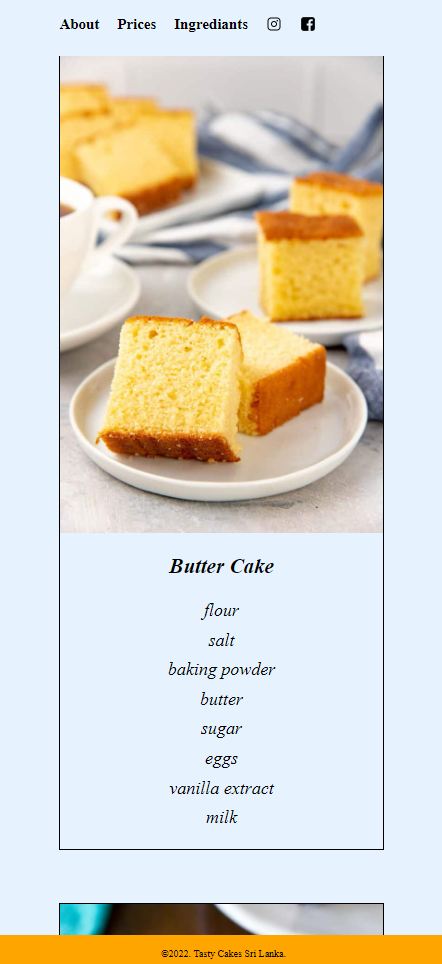 About Prices Ingrediants
Butter Cake
flour
salt
baking powder
butter
sugar
eggs
vanilla extract
milk
©2022. Tasty Cakes Sri Lanka.